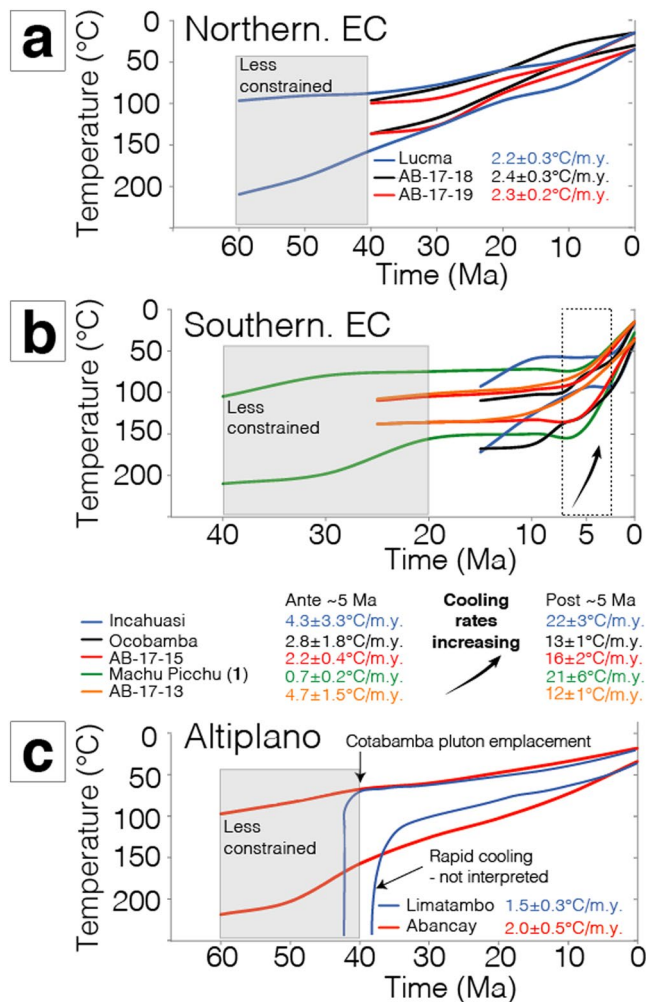 a
Northern. EC
Temperature (°C)
0
50
100
150
200
Less
constrained
Lucma 2.2±0.3°C/m.y.
AB-17-18 2.4±0.3°C/m.y.
AB-17-19 2.3±0.2°C/m.y.
60 50 40 30 20 10 0
Time (Ma)
b
Southern. EC
Temperature (°C)
0
50
100
150
200
Less
constrained
40 30 20 10 5 0
Time (Ma)
Ante ~5 Ma Cooling Post ~5 Ma
Incahuasi 4.3±3.3°C/m.y. rates 22±3°C/m.y.
Ocobamba 2.8±1.8°C/m.y. increasing 13±1°C/m.y.
AB-17-15 2.2±0.4°C/m.y. 16±2°C/m.y.
Machu Picchu (1) 0.7±0.2°C/m.y. 21±6°C/m.y.
AB-17-13 4.7±1.5°C/m.y. 12±1°C/m.y.
c
Altiplano
Cotabamba pluton emplacement
Temperature (°C)
0
50
100
150
200
Less
constrained
Rapid cooling
- not interpreted
Limatambo 1.5±0.3°C/m.y.
Abancay 2.0±0.5°C/m.y.
60 50 40 30 20 10 0
Time (Ma)